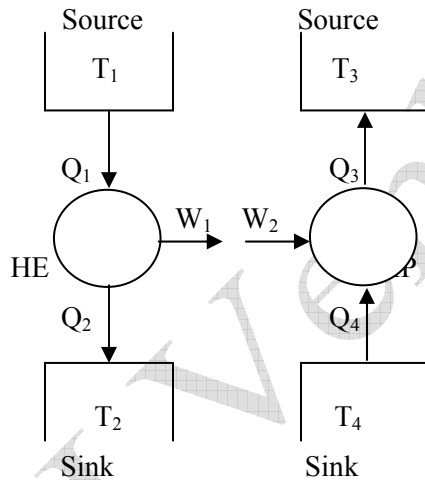 Source Source
T1 T3
Q1 Q3
W1 W2
HE P
Q2 Q4
T2 T4
Sink Sink